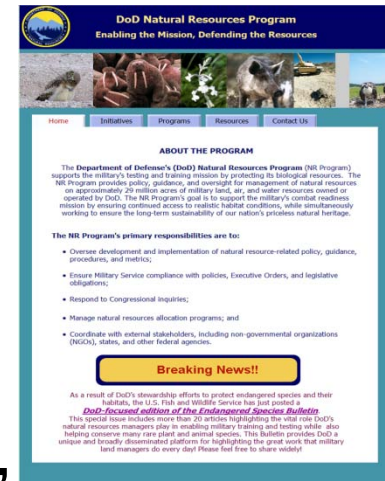 DoD Natural Resources Program
Enabling the Mission, Defending the Resources
Home
Initiatives
Programs
Resources
Contact Us
ABOUT THE PROGRAM
The Department of Defense's (DoD) Natural Resources Program (NR Program)
supports the military's testing and training mission by protecting its biological resources. The
NR Program provides policy, guidance, and oversight for management of natural resources
on approximately 29 million acres of military land, air, and water resources owned or
operated by DoD. The NR Program's goal is to support the military's combat readiness
mission by ensuring continued access to realistic habitat conditions, while simultaneously
working to ensure the long-term sustainability of our nation's priceless natural heritage.
The NR Program's primary responsibilities are to:
• Oversee development and implementation of natural resource-related policy, guidance,
procedures, and metrics;
• Ensure Military Service compliance with policies, Executive Orders, and legislative
obligations;
• Respond to Congressional inquiries;
• Manage natural resources allocation programs; and
• Coordinate with external stakeholders, including non-governmental organizations
(NGOs), states, and other federal agencies.
Breaking News!!
As a result of DoD's stewardship efforts to protect endangered species and their
habitats, the U.S. Fish and Wildlife Service has just posted a
DoD-focused edition of the Endangered Species Bulletin.
This special issue includes more than 20 articles highlighting the vital role DoD's
natural resources managers play in enabling military training and testing while also
helping conserve many rare plant and animal species. This Bulletin provides DoD a
unique and broadly disseminated platform for highlighting the great work that military
land managers do every day! Please feel free to share widely!